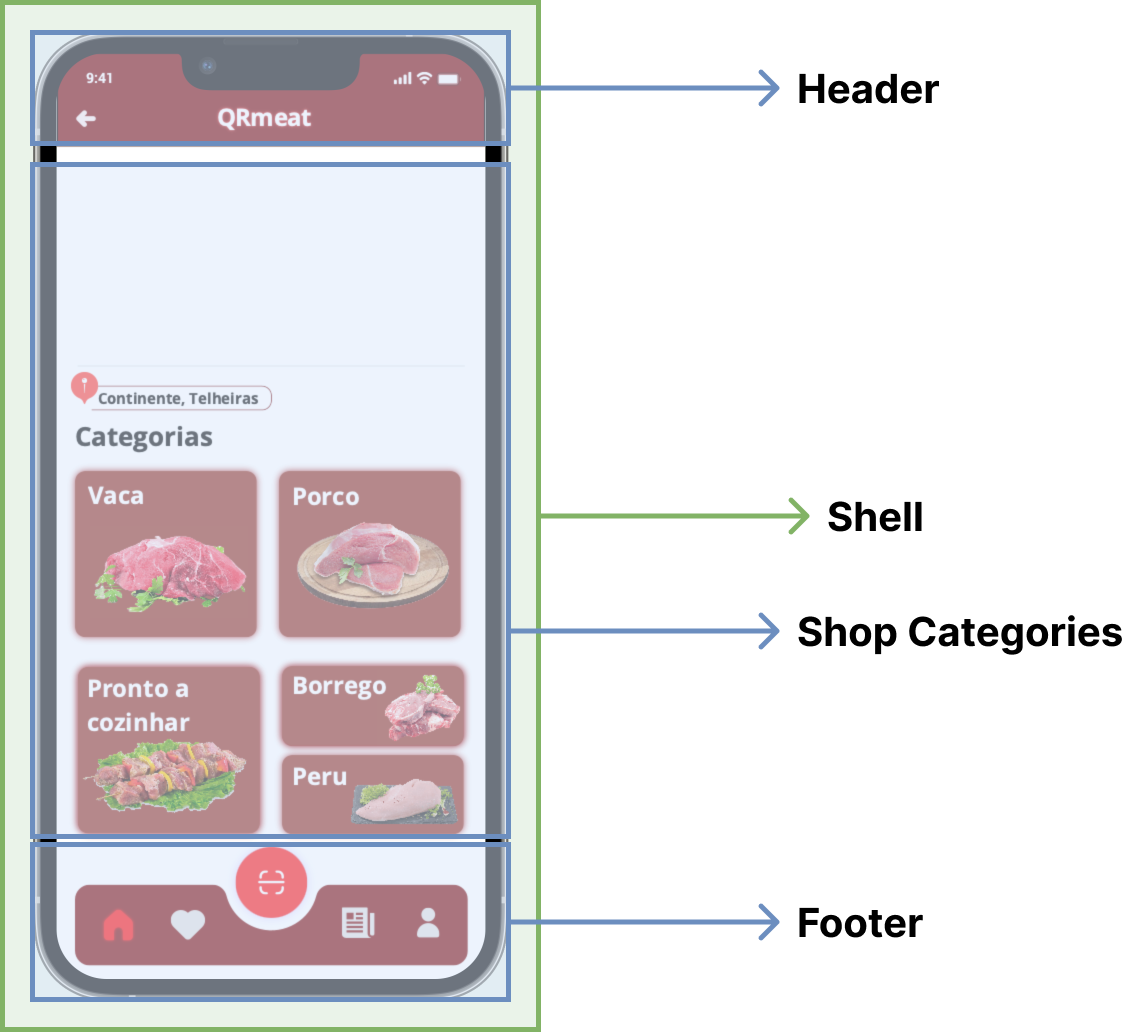 9:41
QRmeat
Header
Continente, Telheiras
Categorias
Vaca
Porco
Shell
Shop Categories
Pronto a
cozinhar
Borrego
Peru
Footer